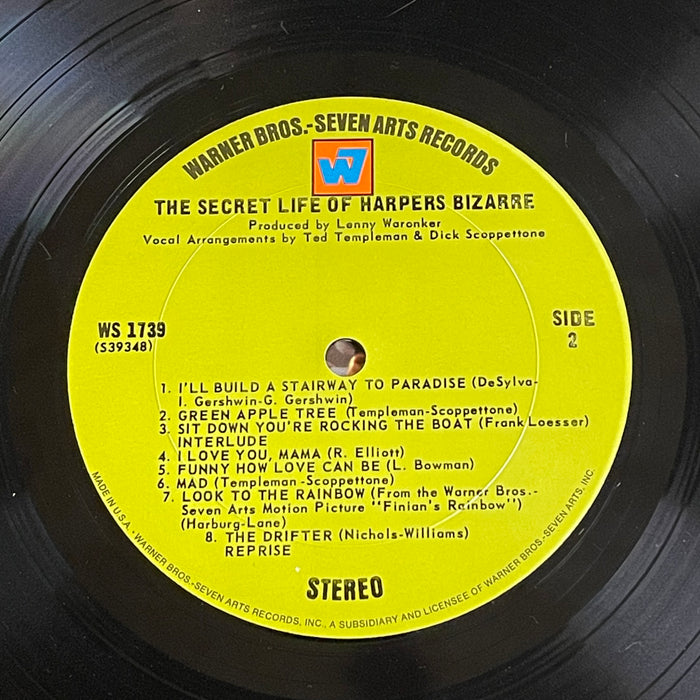 WARNER BROS.-SEVEN ARTS RECORDS
W7
THE SECRET LIFE OF HARPERS BIZARRE
Produced by Lenny Waronker
Vocal Arrangements by Ted Templeman & Dick Scoppettone
WS 1739
(S39348)
SIDE
2
1. I'LL BUILD A STAIRWAY TO PARADISE (DeSylva-
I. Gershwin-G. Gershwin)
2. GREEN APPLE TREE (Templeman-Scoppettone)
3. SIT DOWN YOU'RE ROCKING THE BOAT (Frank Loesser)
INTERLUDE
4. I LOVE YOU, MAMA (R. Elliott)
5. FUNNY HOW LOVE CAN BE (L. Bowman)
6. MAD (Templeman-Scoppettone)
7. LOOK TO THE RAINBOW (From the Warner Bros.-
Seven Arts Motion Picture "Finian's Rainbow")
(Harburg-Lane)
8. THE DRIFTER (Nichols-Williams)
REPRISE
STEREO
MADE IN U.S.A. - WARNER BROS.-SEVEN ARTS RECORDS, INC., A SUBSIDIARY AND LICENSEE OF WARNER BROS.-SEVEN ARTS, INC.